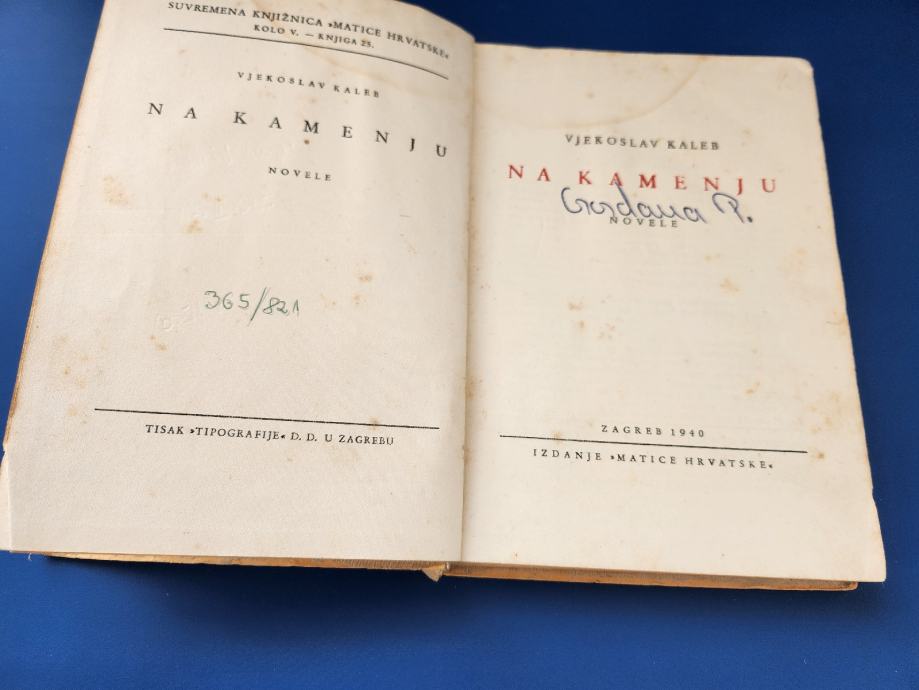 SUVREMENA KNJIŽNICA »MATICE HRVATSKE«
KOLO V. — KNJIGA 25.
VJEKOSLAV KALEB
NA KAMENJU
NOVELE
365/821
TISAK »TIPOGRAFIJE« D. D. U ZAGREBU
VJEKOSLAV KALEB
NA KAMENJU
Gordana P.
NOVELE
ZAGREB 1940
IZDANJE »MATICE HRVATSKE«